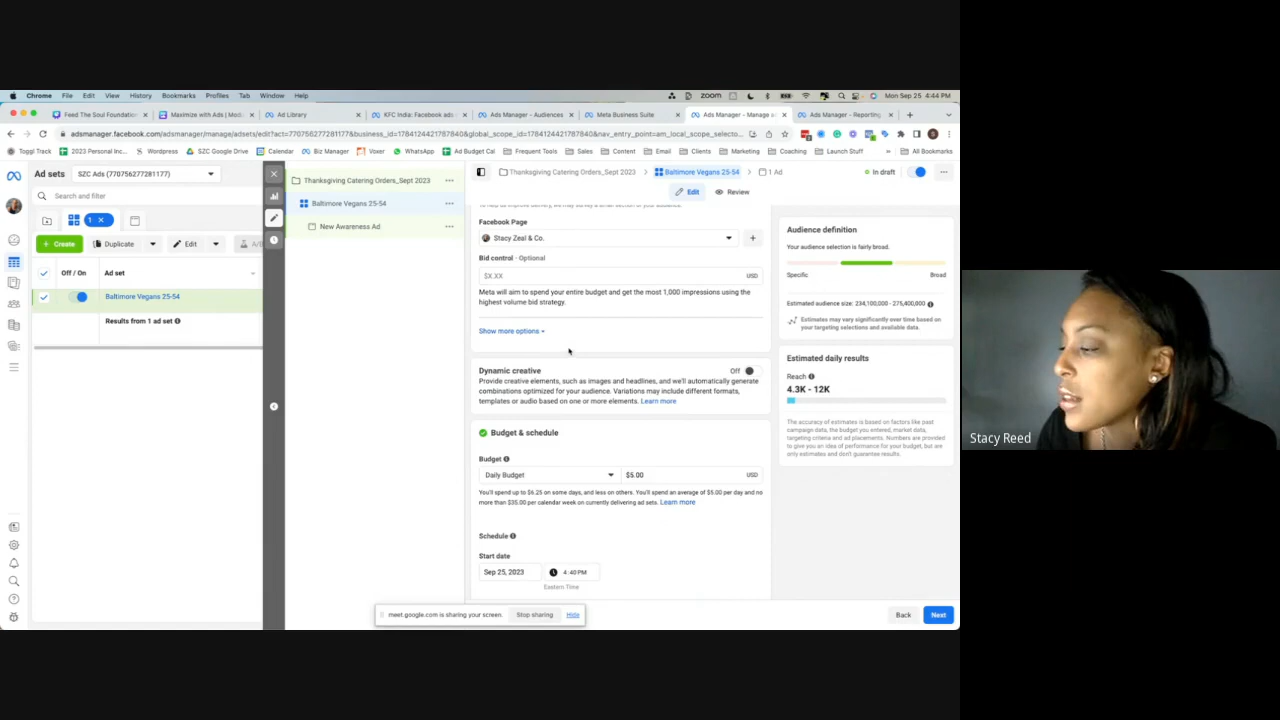 Chrome File Edit View History Bookmarks Profiles Tab Window Help
zoom Mon Sep 25 4:44 PM
Feed The Soul Foundation
Maximize with Ads | Mod
Ad Library
KFC India: Facebook ads
Ads Manager - Audiences
Meta Business Suite
Ads Manager - Manage a
Ads Manager - Reporting
adsmanager.facebook.com/adsmanager/manage/adsets/edit?act=770756277281177&business_id=1784124421787840&global_scope_id=1784124421787840&nav_entry_point=am_local_scope_selecto...
Toggl Track
2023 Personal Inc...
Wordpress
SZC Google Drive
Calendar
Biz Manager
Voxer
WhatsApp
Ad Budget Cal
Frequent Tools
Sales
Content
Email
Clients
Marketing
Coaching
Launch Stuff
All Bookmarks
Ad sets
SZC Ads (770756277281177)
Search and filter
1
Create
Duplicate
Edit
Off / On
Ad set
Baltimore Vegans 25-54
Results from 1 ad set
Thanksgiving Catering Orders_Sept 2023
Baltimore Vegans 25-54
New Awareness Ad
Thanksgiving Catering Orders_Sept 2023
Baltimore Vegans 25-54
1 Ad
In draft
Edit
Review
Facebook Page
Stacy Zeal & Co.
Bid control · Optional
$X.XX
USD
Meta will aim to spend your entire budget and get the most 1,000 impressions using the
highest volume bid strategy.
Show more options
Dynamic creative
Off
Provide creative elements, such as images and headlines, and we'll automatically generate
combinations optimized for your audience. Variations may include different formats,
templates or audio based on one or more elements. Learn more
Budget & schedule
Budget
Daily Budget
$5.00
USD
You'll spend up to $6.25 on some days, and less on others. You'll spend an average of $5.00 per day and no
more than $35.00 per calendar week on currently delivering ad sets. Learn more
Schedule
Start date
Sep 25, 2023
4:40 PM
Eastern Time
Audience definition
Your audience selection is fairly broad.
Specific
Broad
Estimated audience size: 234,100,000 - 275,400,000
Estimates may vary significantly over time based on
your targeting selections and available data.
Estimated daily results
Reach
4.3K - 12K
The accuracy of estimates is based on factors like past
campaign data, the budget you entered, market data,
targeting criteria and ad placements. Numbers are provided
to give you an idea of performance for your budget, but are
only estimates and don't guarantee results.
meet.google.com is sharing your screen.
Stop sharing
Hide
Back
Next
Stacy Reed